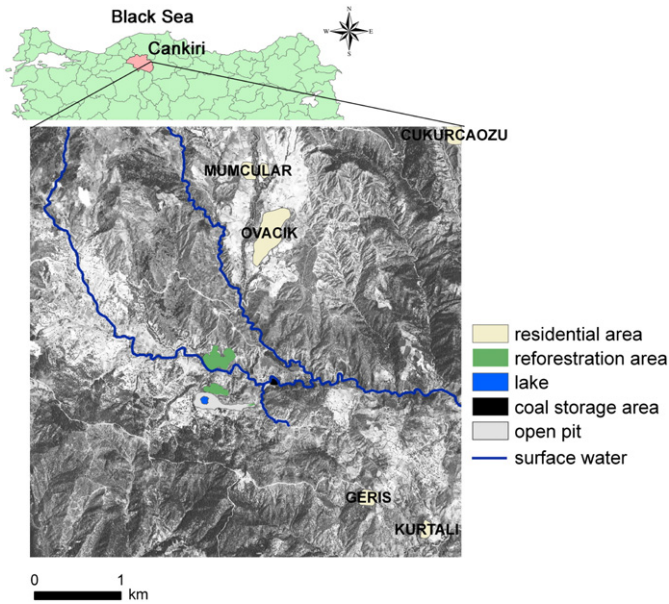 Black Sea
Cankiri
N
W
E
S
CUKURCAOZU
MUMCULAR
OVACIK
GERIS
KURTALI
residential area
reforestration area
lake
coal storage area
open pit
surface water
0 1
km